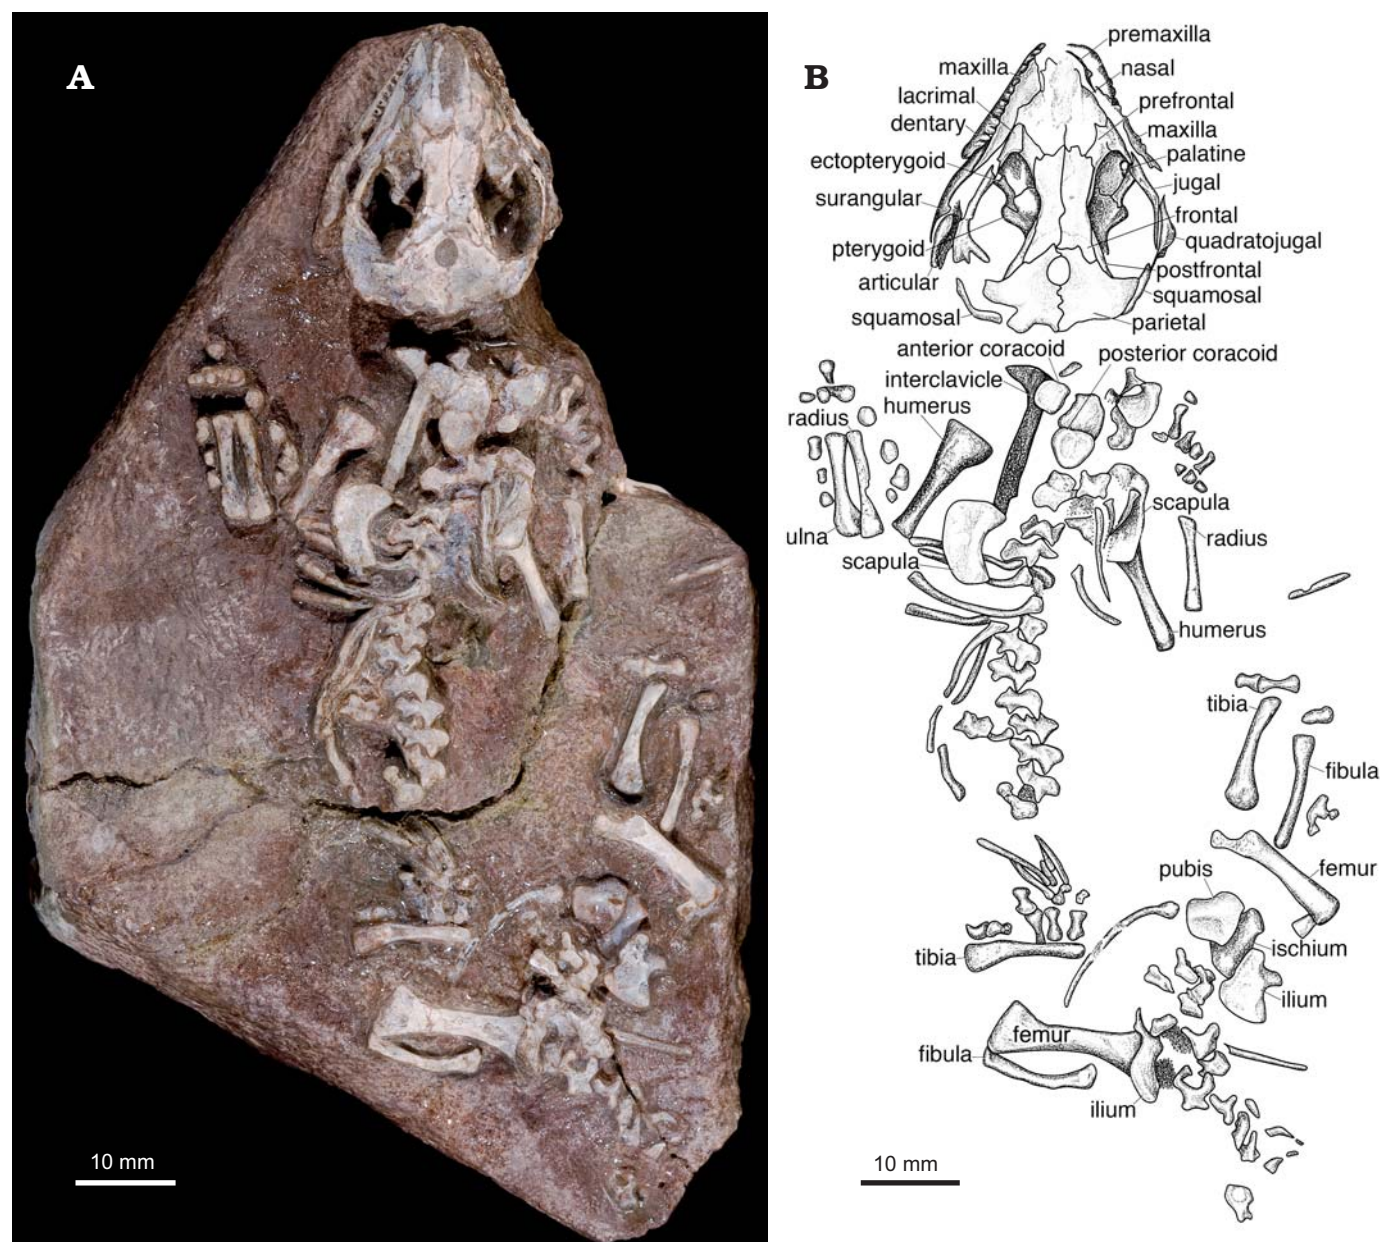 A
B
premaxilla
maxilla
nasal
lacrimal
prefrontal
dentary
maxilla
ectopterygoid
palatine
jugal
surangular
frontal
pterygoid
quadratojugal
postfrontal
articular
squamosal
squamosal
parietal
anterior coracoid
posterior coracoid
interclavicle
humerus
radius
scapula
ulna
radius
scapula
humerus
tibia
fibula
pubis
femur
ischium
tibia
ilium
femur
fibula
ilium
10 mm
10 mm